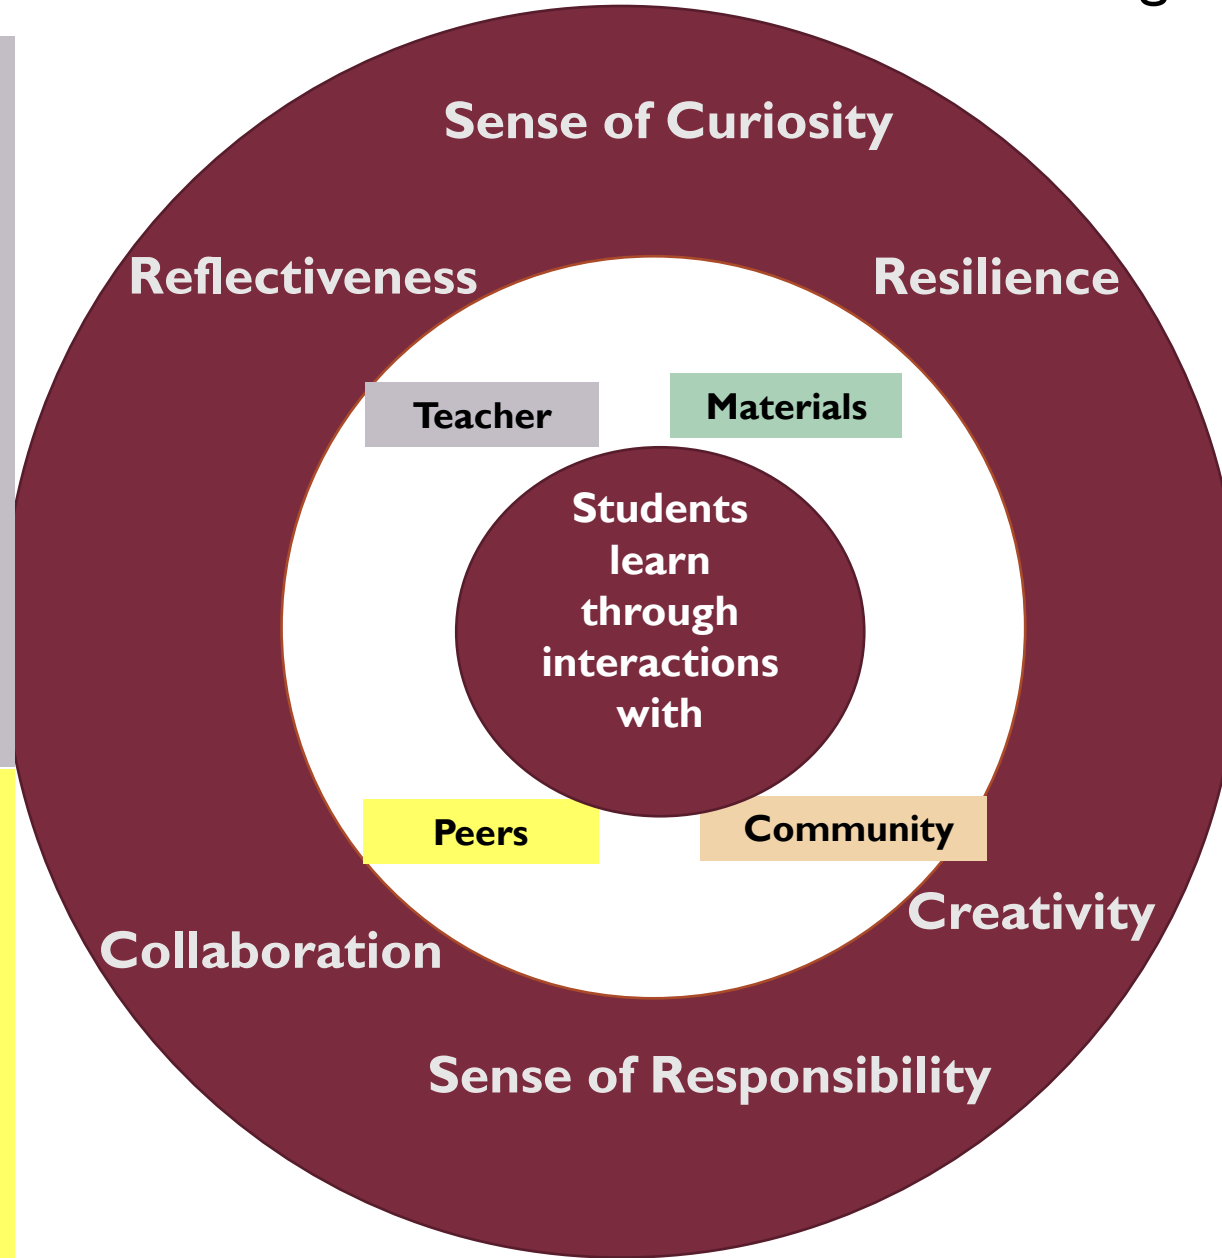 Sense of Curiosity
Reflectiveness
Resilience
Teacher
Materials
Students
learn
through
interactions
with
Peers
Community
Creativity
Collaboration
Sense of Responsibility